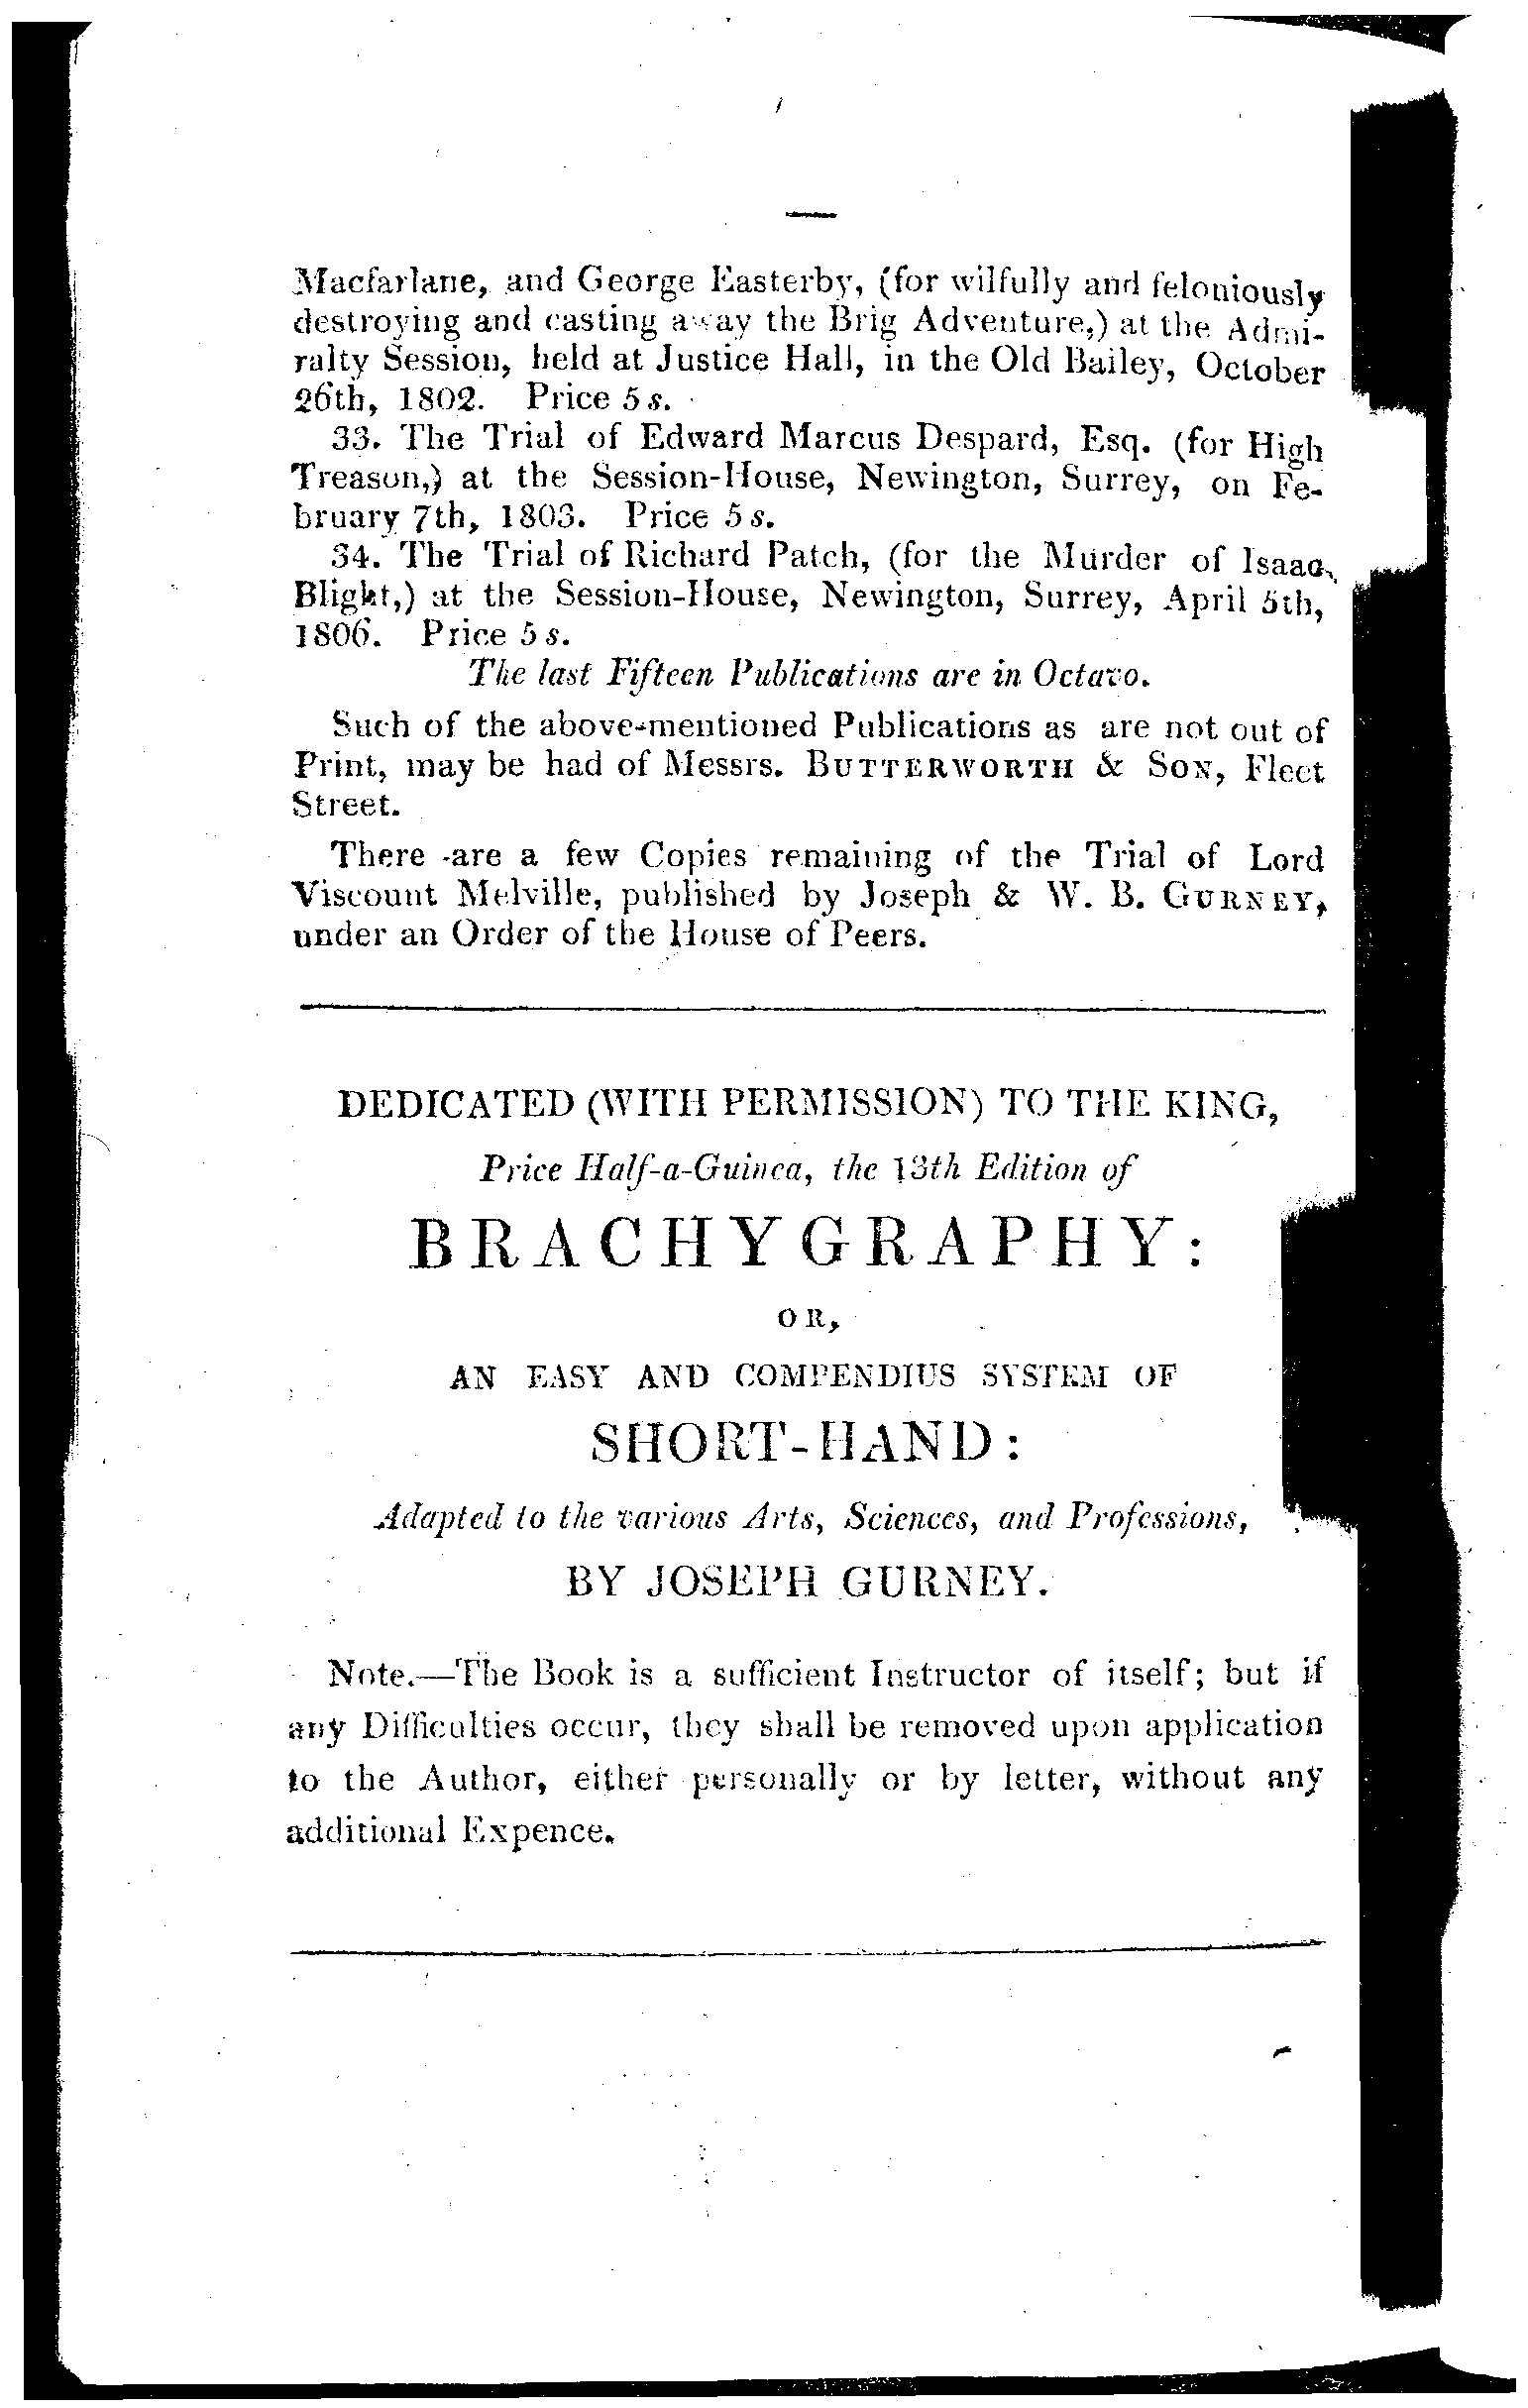 Macfarlane, and George Easterby, (for wilfully and feloniously
destroying and casting away the Brig Adventure,) at the Admi-
ralty Session, held at Justice Hall, in the Old Bailey, October
26th, 1802. Price 5 s.
33. The Trial of Edward Marcus Despard, Esq. (for High
Treason,) at the Session-House, Newington, Surrey, on Fe-
bruary 7th, 1803. Price 5 s.
34. The Trial of Richard Patch, (for the Murder of Isaac
Blight,) at the Session-House, Newington, Surrey, April 5th,
1806. Price 5 s.
The last Fifteen Publications are in Octavo.
Such of the above-mentioned Publications as are not out of
Print, may be had of Messrs. BUTTERWORTH & SON, Fleet
Street.
There are a few Copies remaining of the Trial of Lord
Viscount Melville, published by Joseph & W. B. GURNEY,
under an Order of the House of Peers.
DEDICATED (WITH PERMISSION) TO THE KING,
Price Half-a-Guinea, the 13th Edition of
BRACHYGRAPHY:
OR,
AN EASY AND COMPENDIUS SYSTEM OF
SHORT-HAND:
Adapted to the various Arts, Sciences, and Professions,
BY JOSEPH GURNEY.
Note.—The Book is a sufficient Instructor of itself; but if
any Difficulties occur, they shall be removed upon application
to the Author, either personally or by letter, without any
additional Expence.